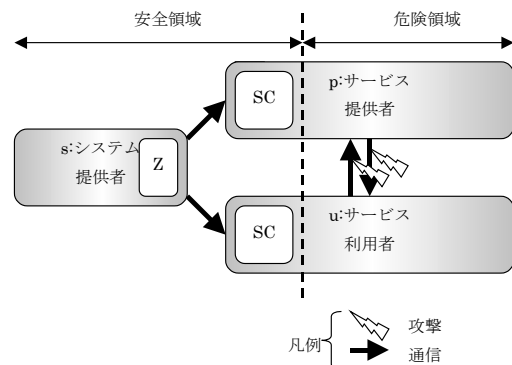 安全領域
危険領域
SC
p:サービス
提供者
s:システム
提供者
Z
SC
u:サービス
利用者
凡例
攻撃
通信